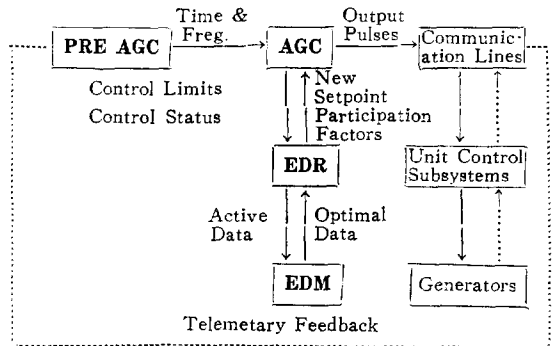 Time &
Freg.
Output
Pulses
PRE AGC
AGC
Communic-
ation Lines
Control Limits
Control Status
New
Setpoint
Participation
Factors
EDR
Unit Control
Subsystems
Active
Data
Optimal
Data
EDM
Generators
Telemetary Feedback